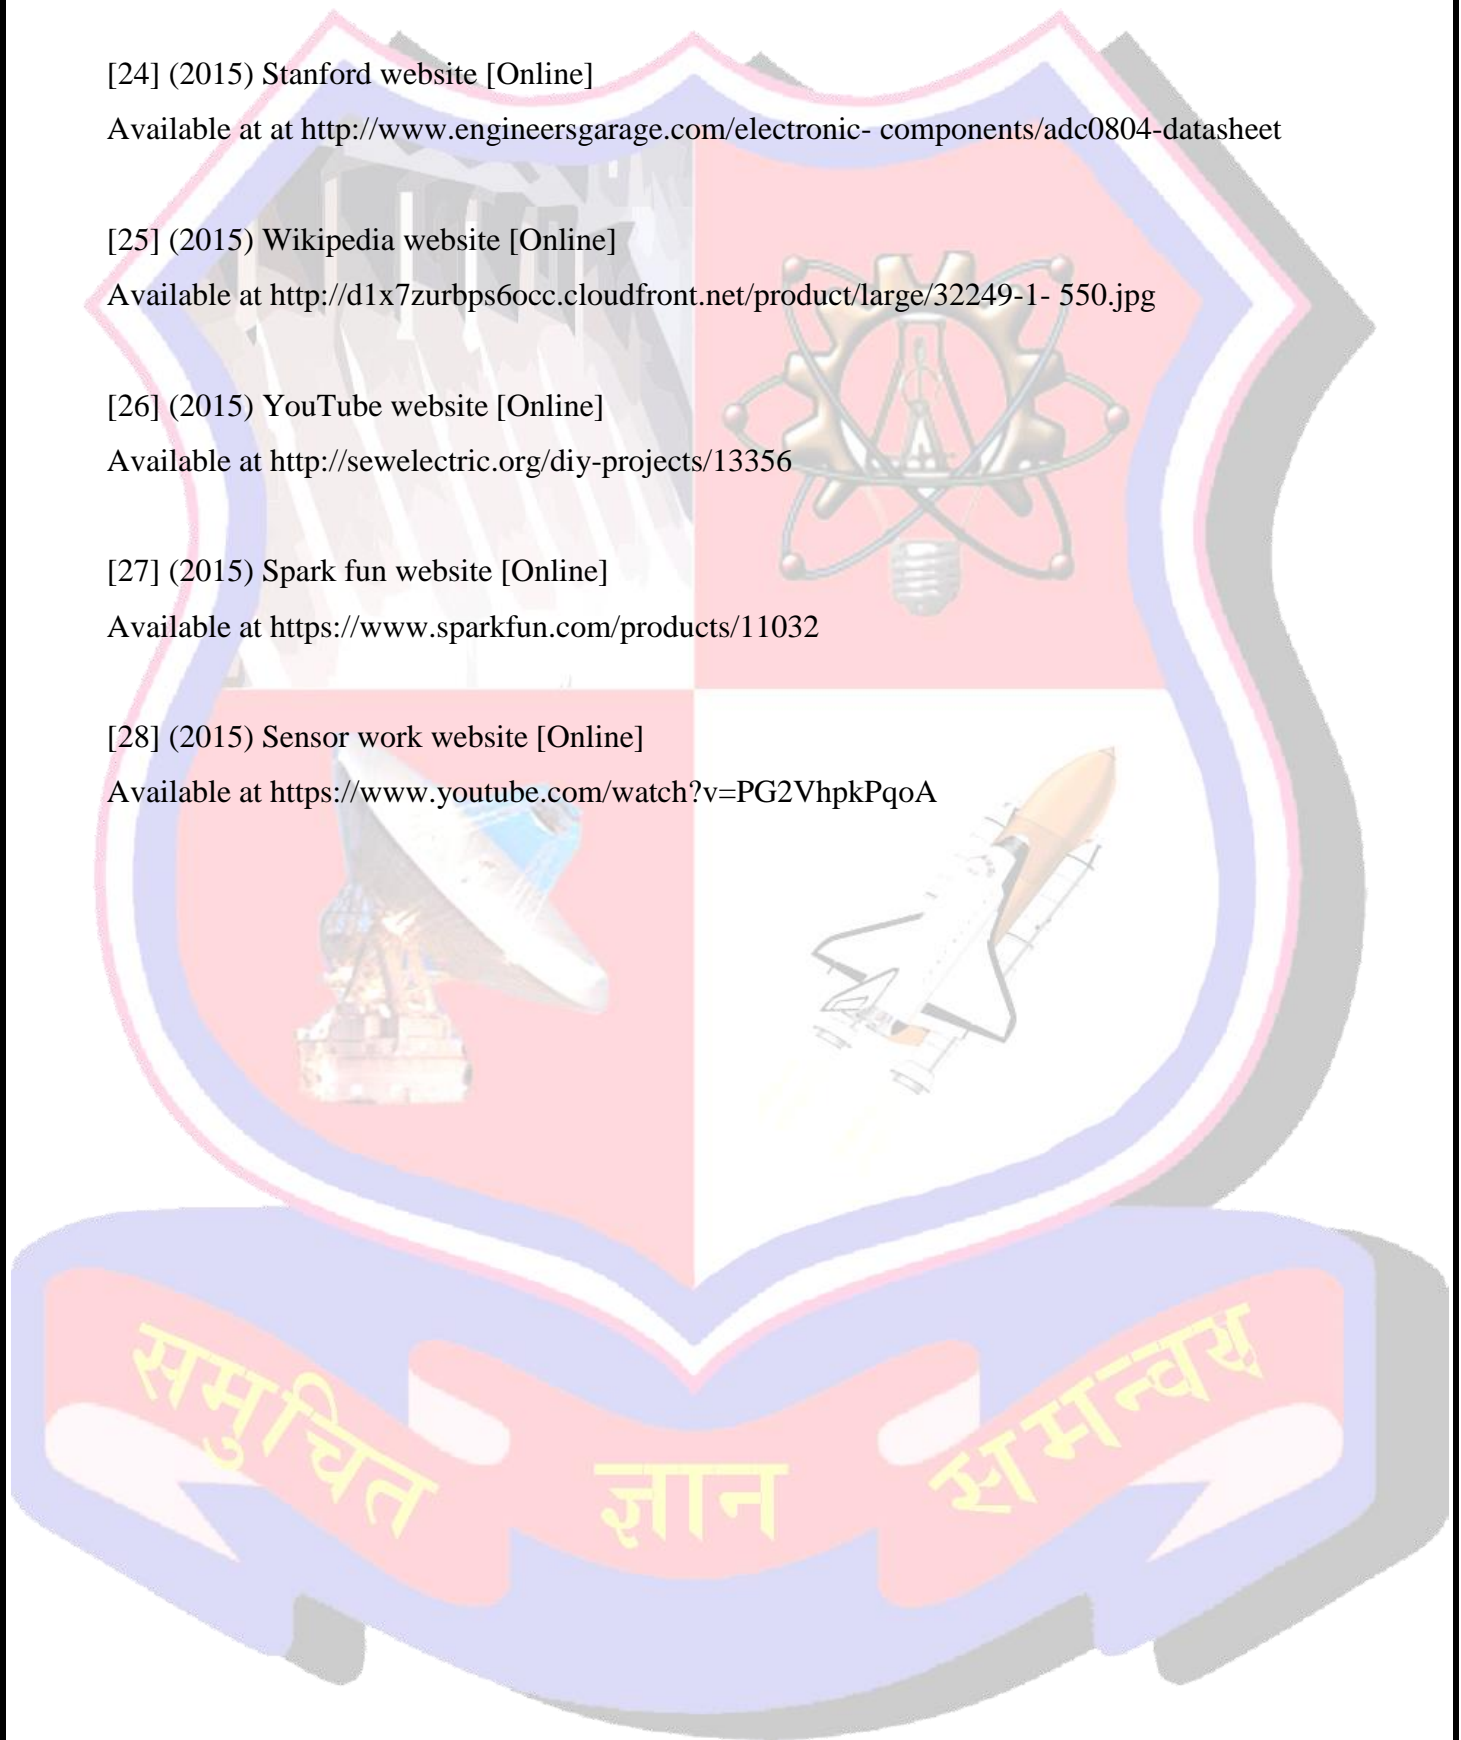 [24] (2015) Stanford website [Online]
Available at at http://www.engineersgarage.com/electronic- components/adc0804-datasheet
[25] (2015) Wikipedia website [Online]
Available at http://d1x7zurbps6occ.cloudfront.net/product/large/32249-1- 550.jpg
[26] (2015) YouTube website [Online]
Available at http://sewelectric.org/diy-projects/13356
[27] (2015) Spark fun website [Online]
Available at https://www.sparkfun.com/products/11032
[28] (2015) Sensor work website [Online]
Available at https://www.youtube.com/watch?v=PG2VhpkPqoA
समुचित ज्ञान समन्वय